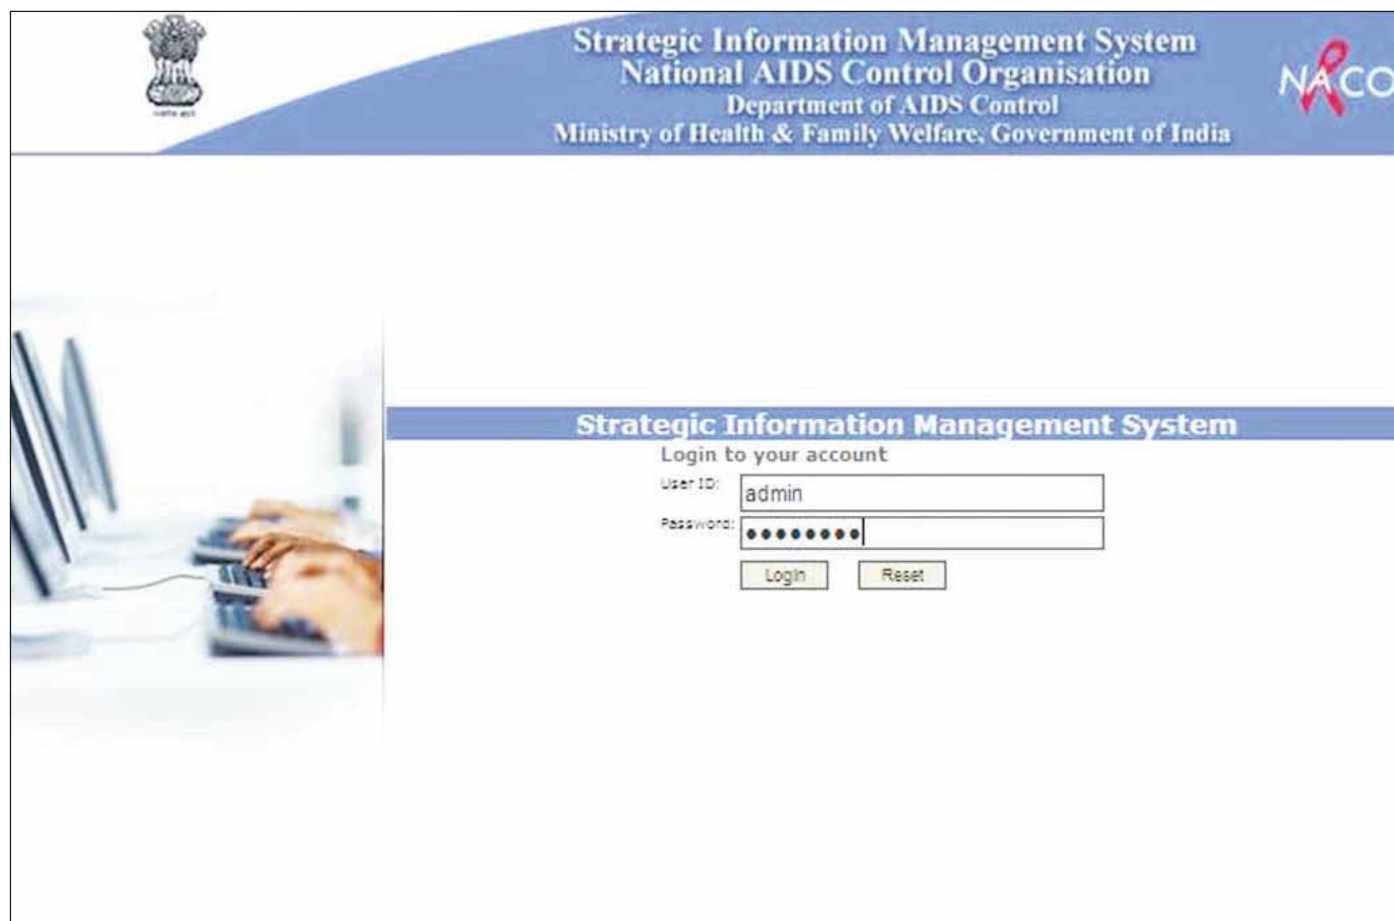 Strategic Information Management System
National AIDS Control Organisation
Department of AIDS Control
Ministry of Health & Family Welfare, Government of India
NACO
Strategic Information Management System
Login to your account
User ID:
admin
Password:
••••••••
Login
Reset